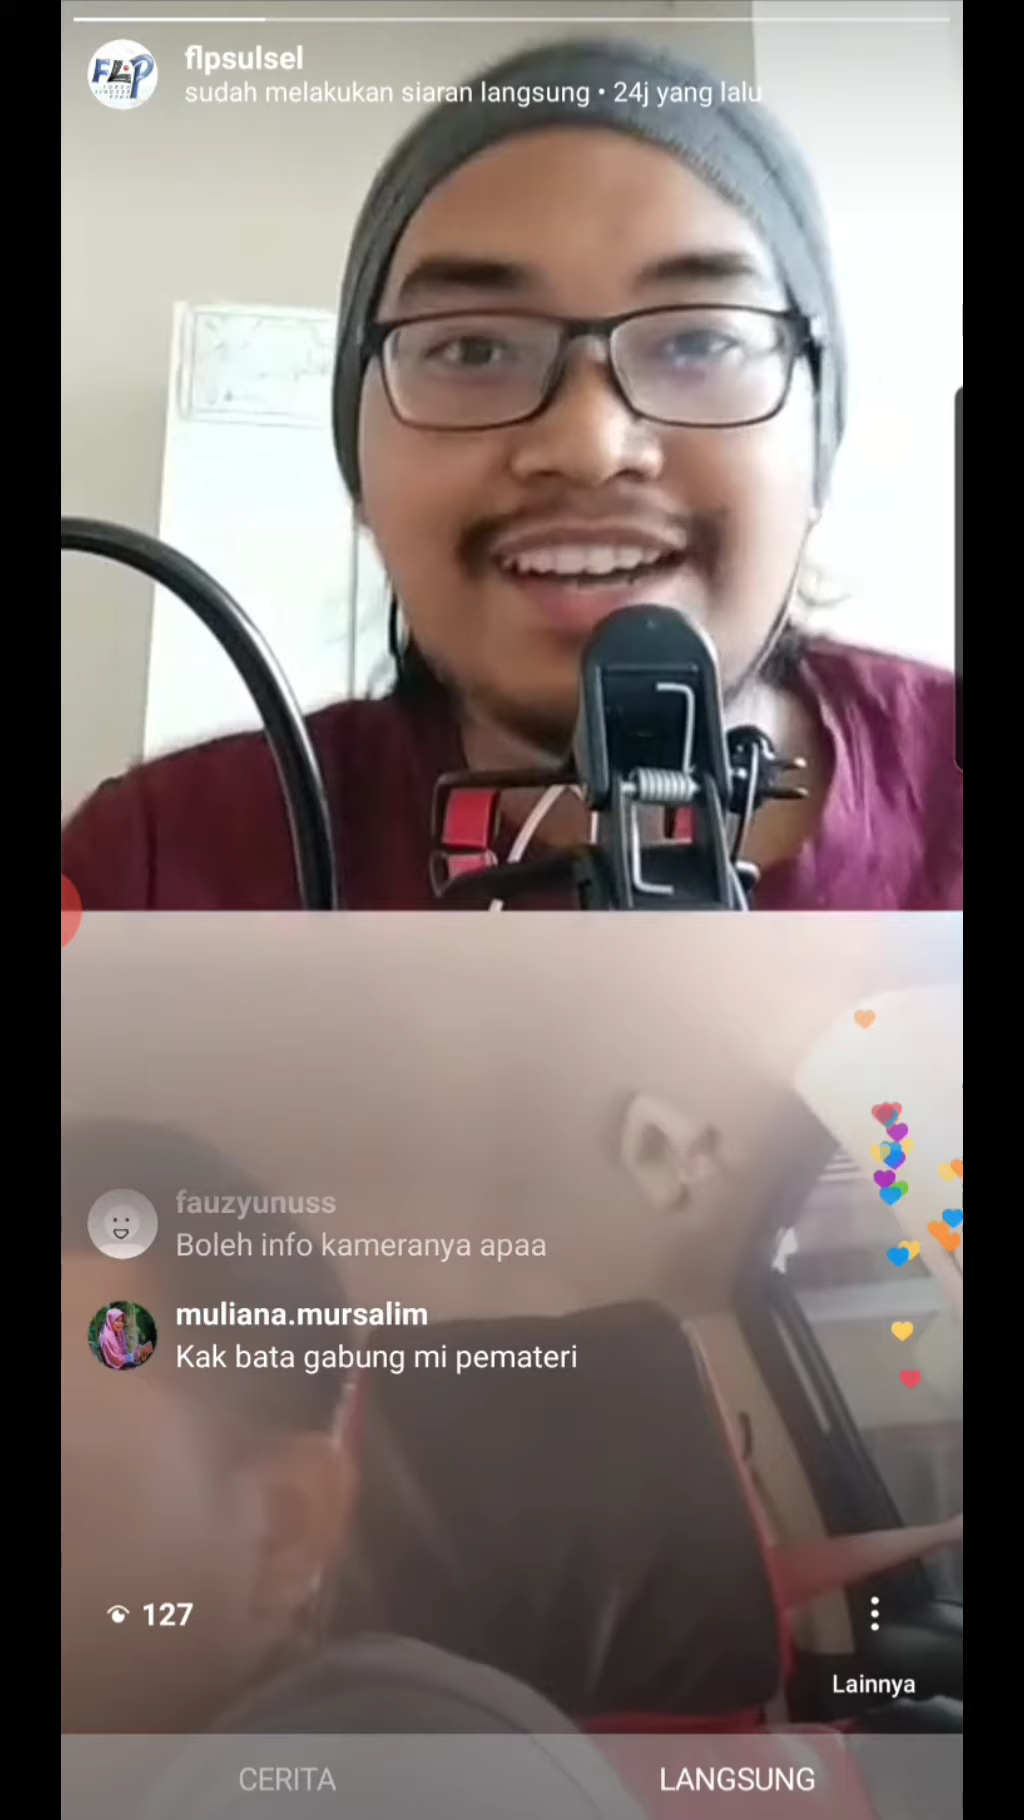 flpsulsel
sudah melakukan siaran langsung • 24j yang lalu
FLP
fauzyunuss
Boleh info kameranya apaa
muliana.mursalim
Kak bata gabung mi pemateri
127
Lainnya
CERITA
LANGSUNG